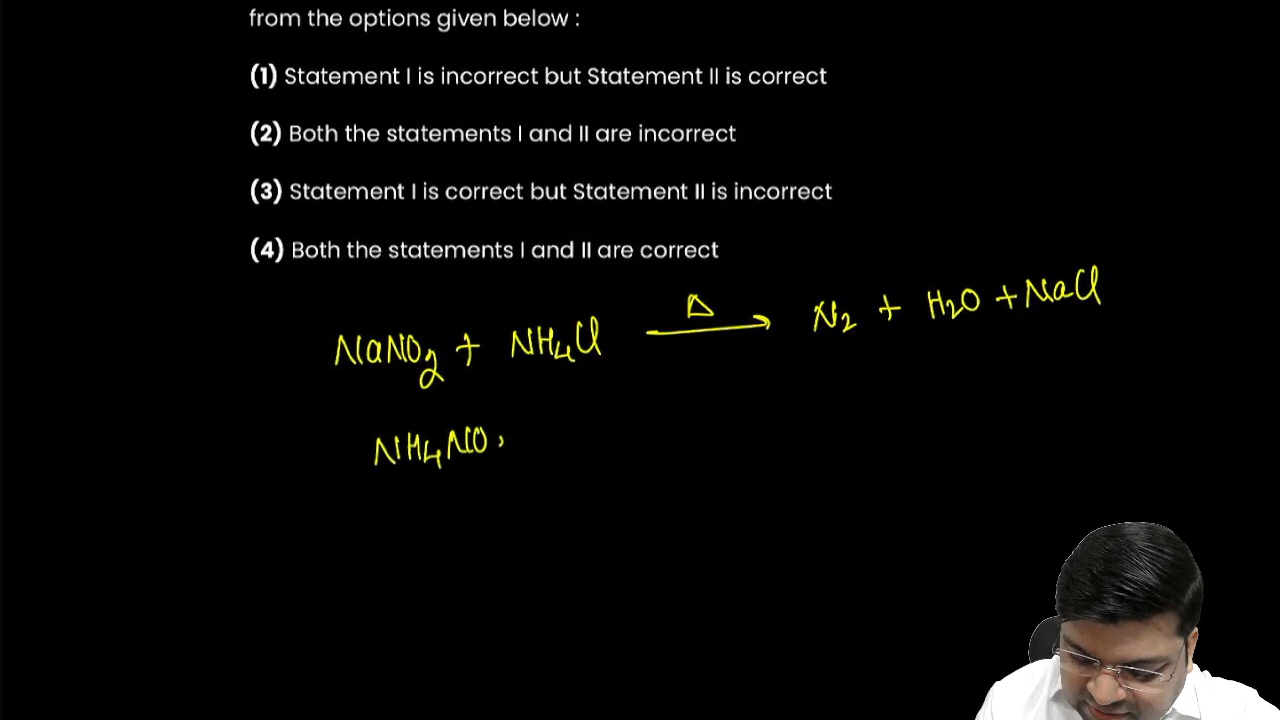 from the options given below :
(1) Statement I is incorrect but Statement II is correct
(2) Both the statements I and II are incorrect
(3) Statement I is correct but Statement II is incorrect
(4) Both the statements I and II are correct
NaNO2 + NH4Cl Δ→ N2 + H2O + NaCl
NH4NO